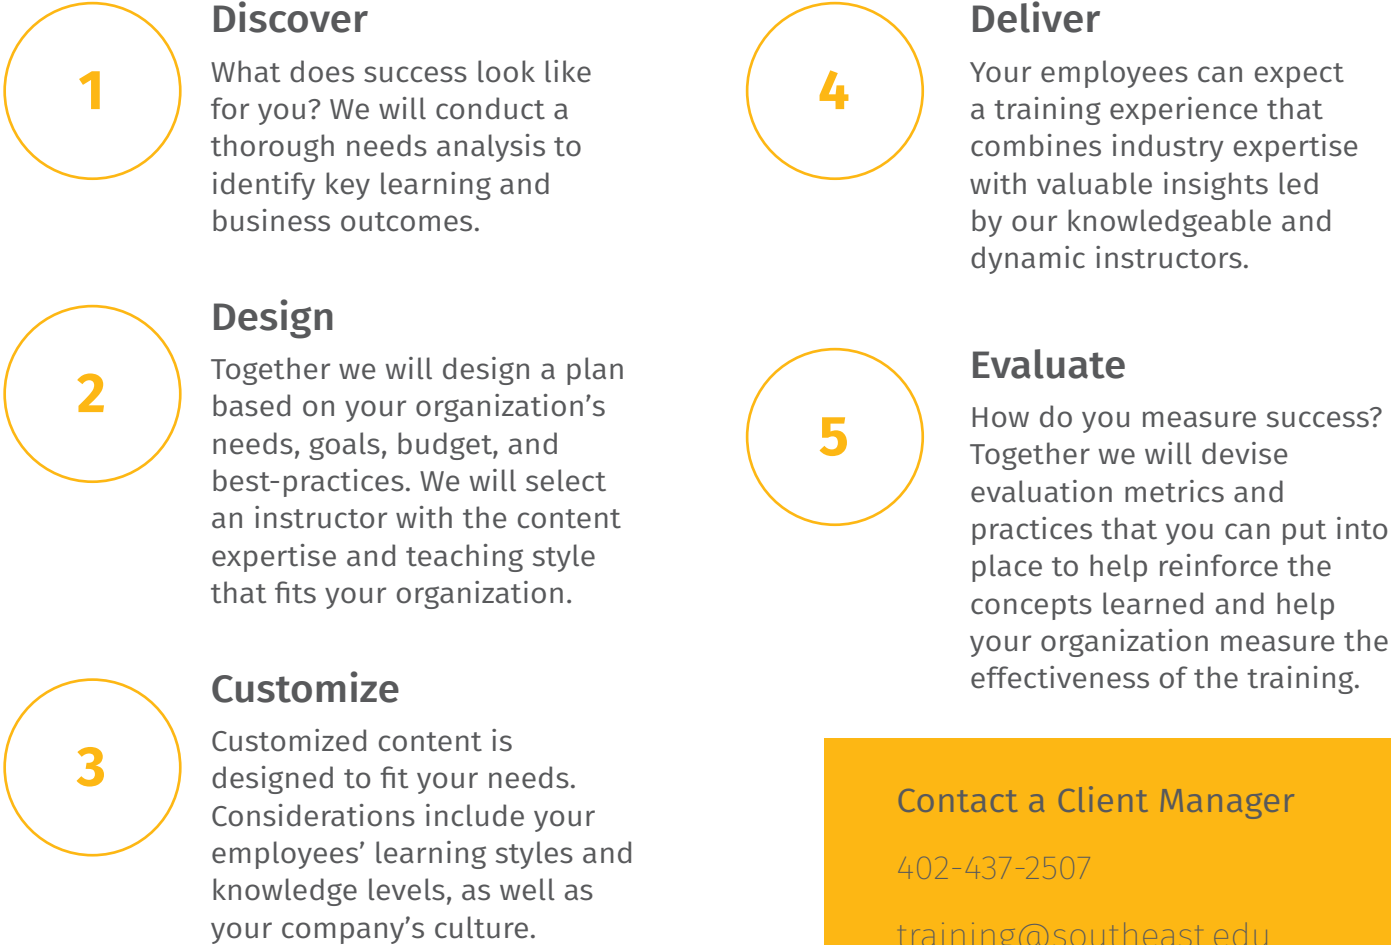 1
Discover
What does success look like
for you? We will conduct a
thorough needs analysis to
identify key learning and
business outcomes.
2
Design
Together we will design a plan
based on your organization’s
needs, goals, budget, and
best-practices. We will select
an instructor with the content
expertise and teaching style
that fits your organization.
3
Customize
Customized content is
designed to fit your needs.
Considerations include your
employees’ learning styles and
knowledge levels, as well as
your company’s culture.
4
Deliver
Your employees can expect
a training experience that
combines industry expertise
with valuable insights led
by our knowledgeable and
dynamic instructors.
5
Evaluate
How do you measure success?
Together we will devise
evaluation metrics and
practices that you can put into
place to help reinforce the
concepts learned and help
your organization measure the
effectiveness of the training.
Contact a Client Manager
402-437-2507
training@southeast.edu